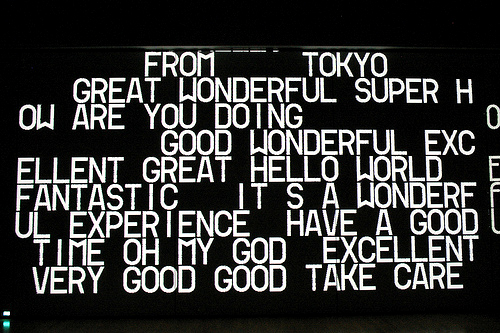 FROM TOKYO
GREAT WONDERFUL SUPER H
OW ARE YOU DOING
GOOD WONDERFUL EXC
ELLENT GREAT HELLO WORLD
FANTASTIC IT S A WONDERF
UL EXPERIENCE HAVE A GOOD
TIME OH MY GOD EXCELLENT
VERY GOOD GOOD TAKE CARE